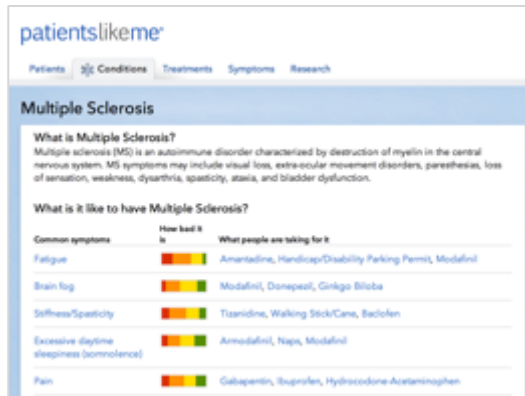 patientslikeme
Patients Conditions Treatments Symptoms Research
Multiple Sclerosis
What is Multiple Sclerosis?
Multiple sclerosis (MS) is an autoimmune disorder characterized by destruction of myelin in the central
nervous system. MS symptoms may include visual loss, extra-ocular movement disorders, paresthesias, loss
of sensation, weakness, dysarthria, spasticity, ataxia, and bladder dysfunction.
What is it like to have Multiple Sclerosis?
Common symptoms How bad it is What people are taking for it
Fatigue Amantadine, Handicap/Disability Parking Permit, Modafinil
Brain fog Modafinil, Donepezil, Ginkgo Biloba
Stiffness/Spasticity Tizanidine, Walking Stick/Cane, Baclofen
Excessive daytime
sleepiness (somnolence) Armodafinil, Naps, Modafinil
Pain Gabapentin, Ibuprofen, Hydrocodone-Acetaminophen